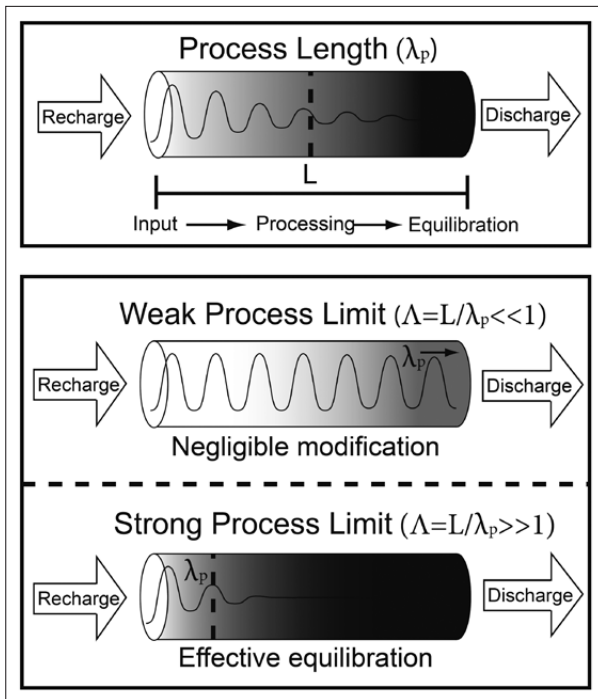 Process Length (λp)
Recharge
Discharge
L
Input Processing Equilibration
Weak Process Limit (Λ=L/λp<<1)
Recharge
λp
Discharge
Negligible modification
Strong Process Limit (Λ=L/λp>>1)
Recharge
λp
Discharge
Effective equilibration